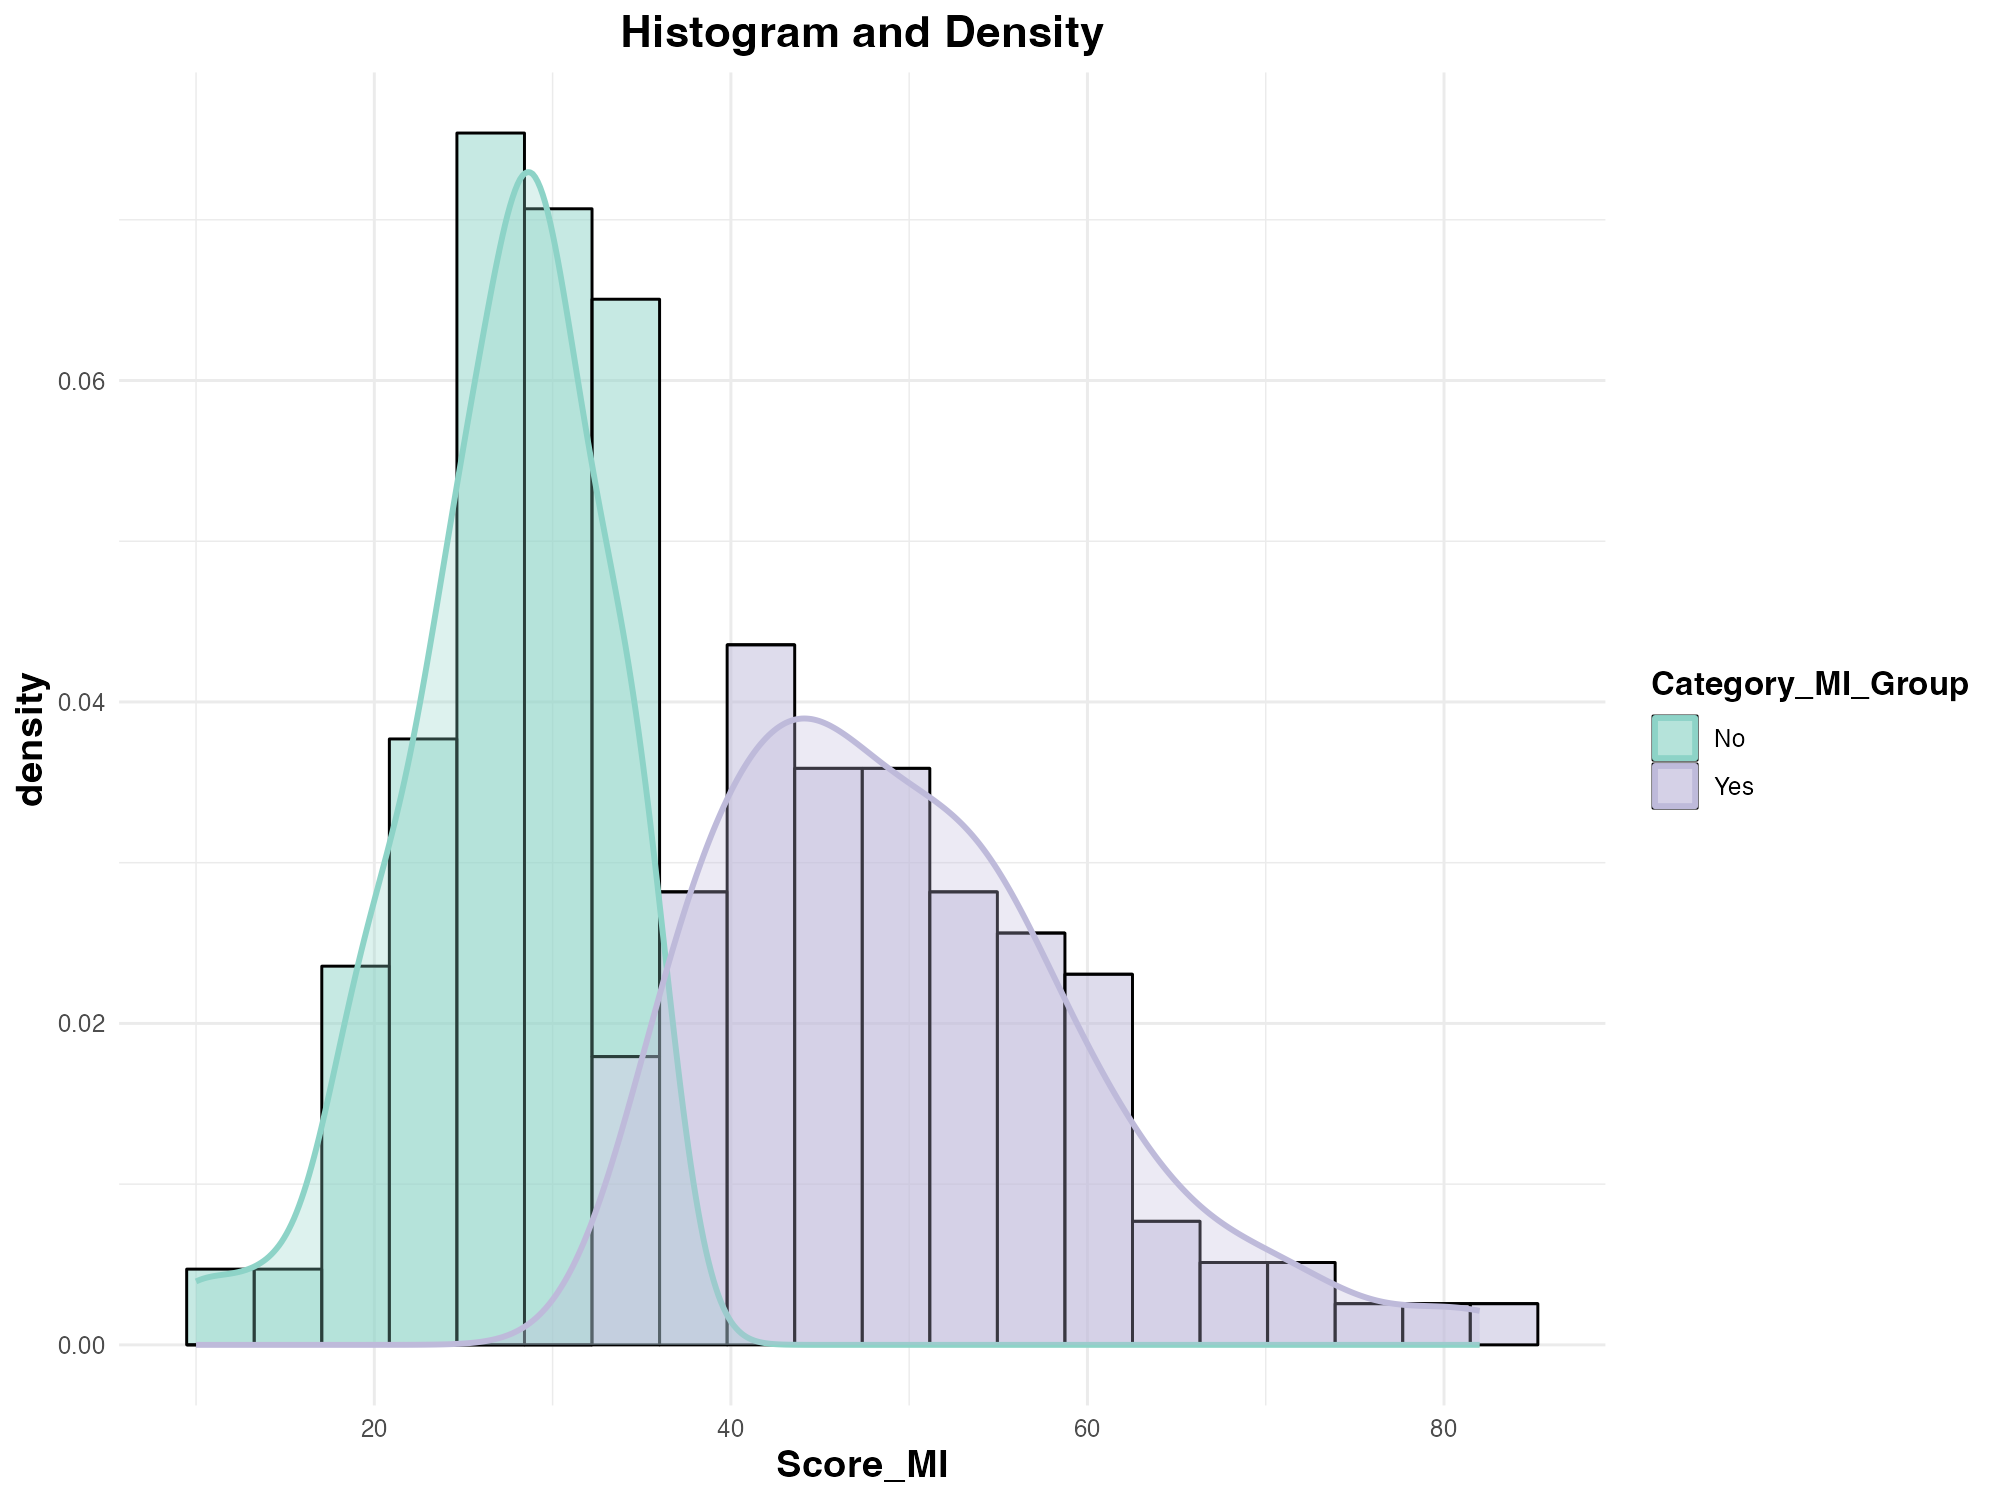 Histogram and Density
density
0.06
0.04
0.02
0.00
20 40 60 80
Score_MI
Category_MI_Group
No
Yes